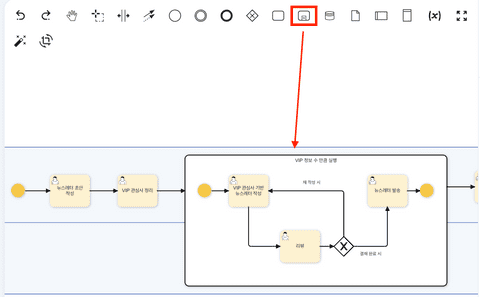 (x)
VIP 정보 수 만큼 실행
뉴스레터 초안
작성
VIP 관심사 정리
VIP 관심사 기반
뉴스레터 작성
재 작성 시
뉴스레터 발송
리뷰
검토 완료 시